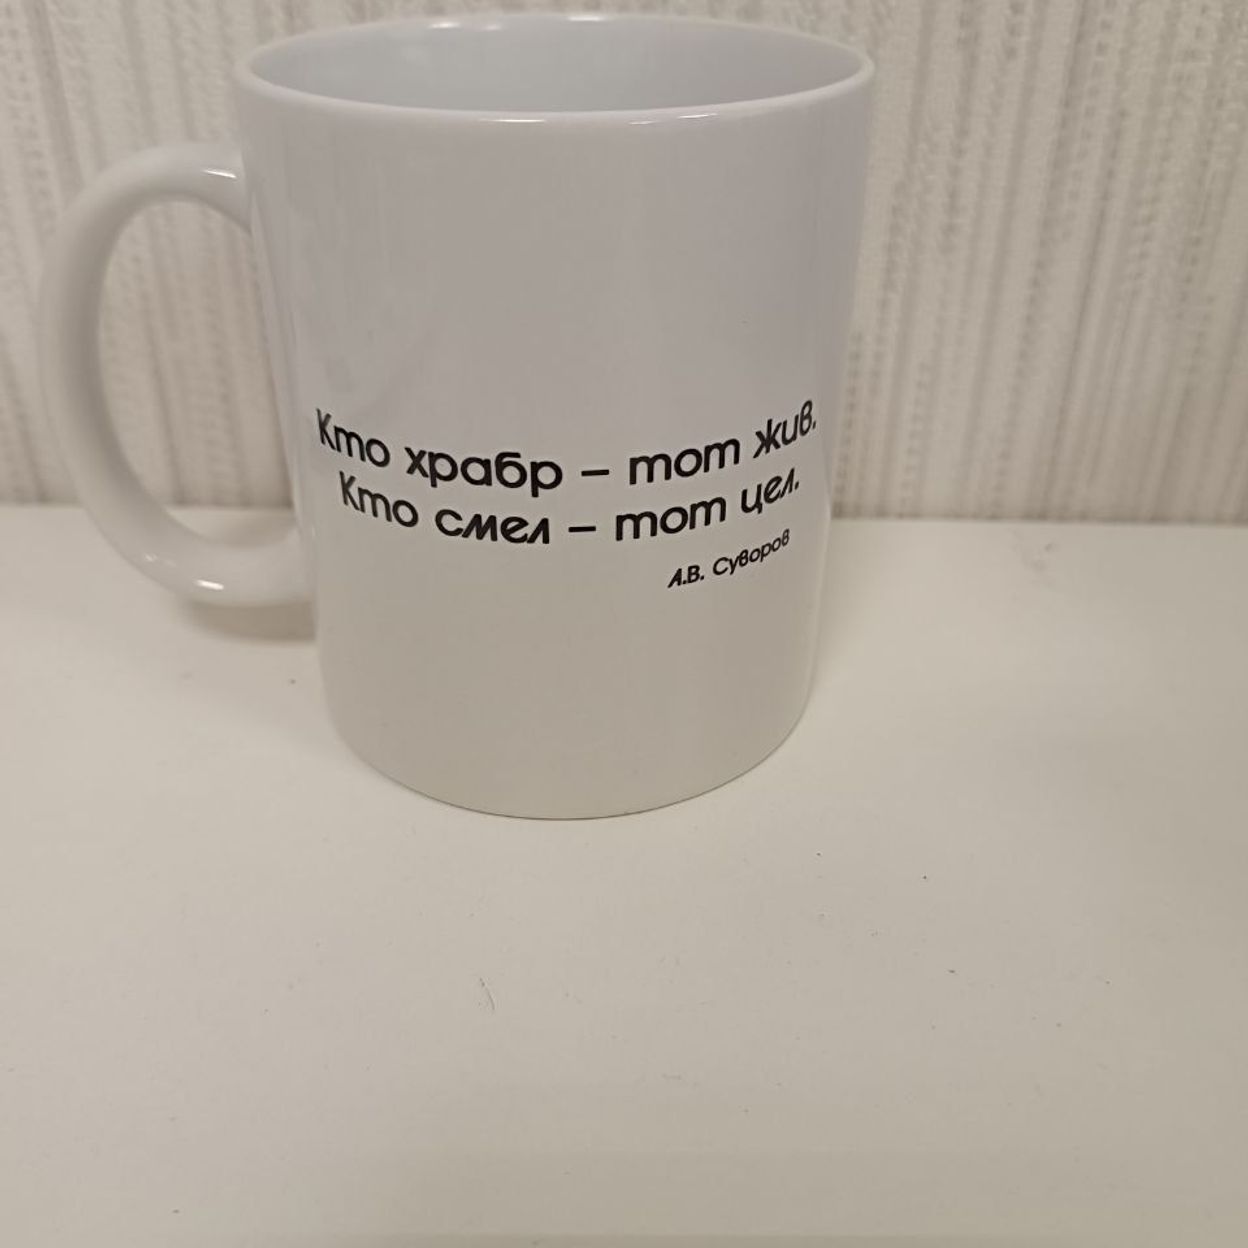 Кто храбр – тот жив.
Кто смел – тот цел.
А.В. Суворов